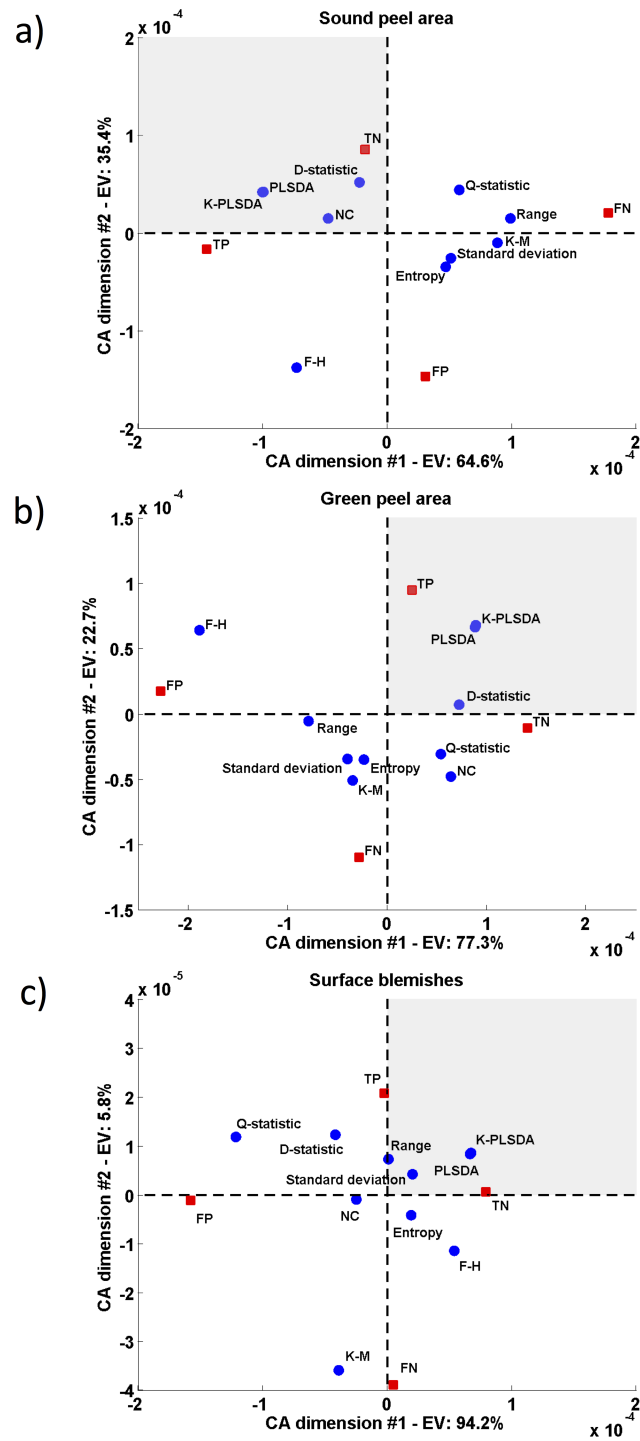 a)
Sound peel area
x 10^-4
2
1
0
-1
-2
CA dimension #2 - EV: 35.4%
TN
D-statistic
PLSDA
K-PLSDA
NC
TP
Q-statistic
Range
FN
K-M
Standard deviation
Entropy
F-H
FP
-2 -1 0 1 2
CA dimension #1 - EV: 64.6%
x 10^-4
b)
Green peel area
x 10^-4
1.5
1
0.5
0
-0.5
-1
-1.5
CA dimension #2 - EV: 22.7%
TP
K-PLSDA
PLSDA
F-H
FP
D-statistic
TN
Range
Q-statistic
Standard deviation
Entropy
NC
K-M
FN
-2 -1 0 1 2
CA dimension #1 - EV: 77.3%
x 10^-4
c)
Surface blemishes
x 10^-5
4
3
2
1
0
-1
-2
-3
-4
CA dimension #2 - EV: 5.8%
TP
Q-statistic
D-statistic
Range
K-PLSDA
PLSDA
Standard deviation
FP
NC
TN
Entropy
F-H
K-M
FN
-2 -1 0 1 2
CA dimension #1 - EV: 94.2%
x 10^-4